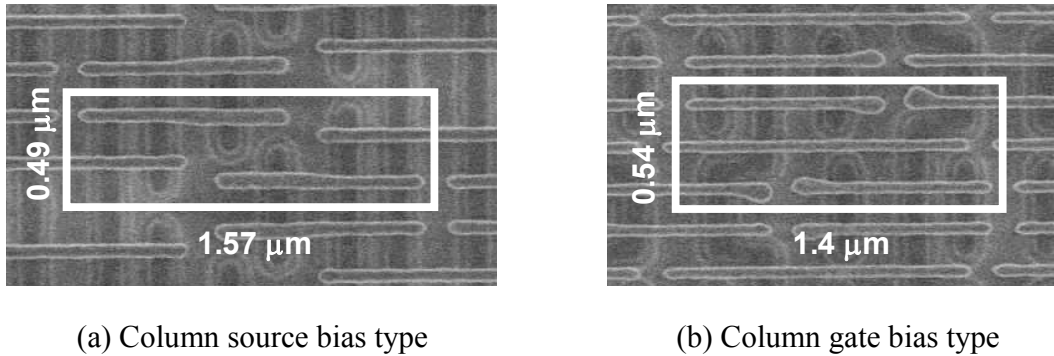 0.49 μm
1.57 μm
0.54 μm
1.4 μm
(a) Column source bias type
(b) Column gate bias type